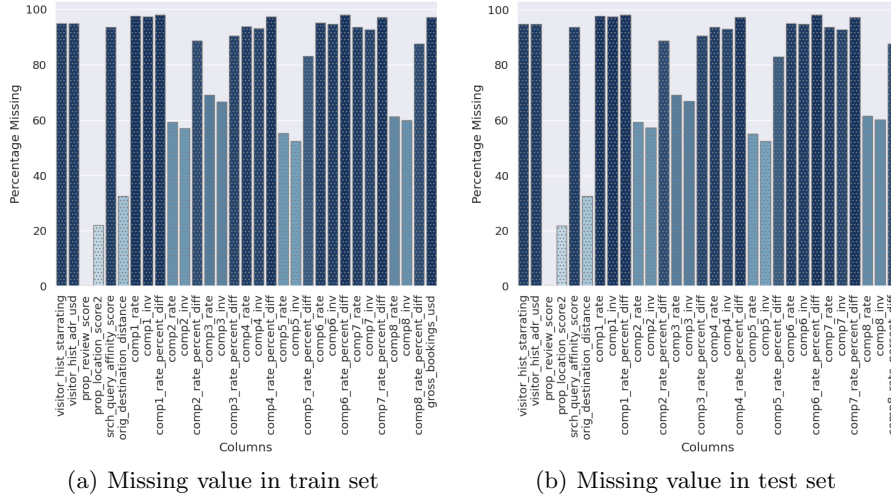 100
80
60
40
20
0
Percentage Missing
visitor_hist_starrating
visitor_hist_adr_usd
prop_review_score
prop_location_score2
srch_query_affinity_score
orig_destination_distance
comp1_rate
comp1_inv
comp1_rate_percent_diff
comp2_rate
comp2_inv
comp2_rate_percent_diff
comp3_rate
comp3_inv
comp3_rate_percent_diff
comp4_rate
comp4_inv
comp4_rate_percent_diff
comp5_rate
comp5_inv
comp5_rate_percent_diff
comp6_rate
comp6_inv
comp6_rate_percent_diff
comp7_rate
comp7_inv
comp7_rate_percent_diff
comp8_rate
comp8_inv
comp8_rate_percent_diff
gross_bookings_usd
Columns
(a) Missing value in train set
100
80
60
40
20
0
Percentage Missing
visitor_hist_starrating
visitor_hist_adr_usd
prop_review_score
prop_location_score2
srch_query_affinity_score
orig_destination_distance
comp1_rate
comp1_inv
comp1_rate_percent_diff
comp2_rate
comp2_inv
comp2_rate_percent_diff
comp3_rate
comp3_inv
comp3_rate_percent_diff
comp4_rate
comp4_inv
comp4_rate_percent_diff
comp5_rate
comp5_inv
comp5_rate_percent_diff
comp6_rate
comp6_inv
comp6_rate_percent_diff
comp7_rate
comp7_inv
comp7_rate_percent_diff
comp8_rate
comp8_inv
comp8_rate_percent_diff
Columns
(b) Missing value in test set